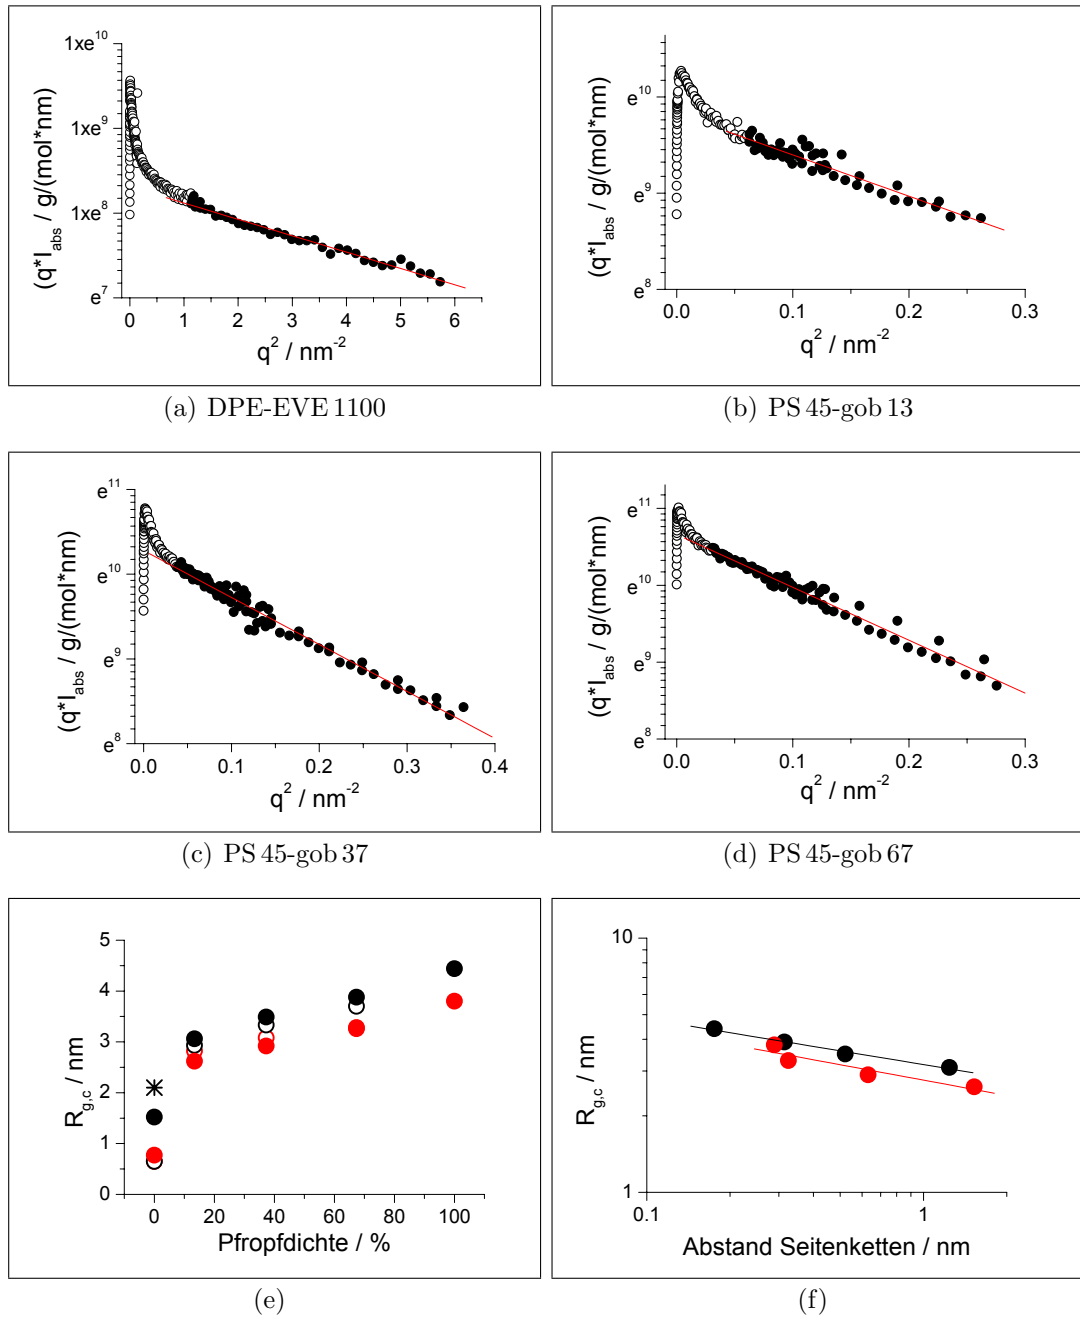 1xe10
1xe9
1xe8
e7
(q*Iabs / g/(mol*nm)
0 1 2 3 4 5 6
q2 / nm-2
(a) DPE-EVE 1100
e10
e9
e8
(q*Iabs / g/(mol*nm)
0.0 0.1 0.2 0.3
q2 / nm-2
(b) PS 45-gob 13
e11
e10
e9
e8
(q*Iabs / g/(mol*nm)
0.0 0.1 0.2 0.3 0.4
q2 / nm-2
(c) PS 45-gob 37
e11
e10
e9
e8
(q*Iabs / g/(mol*nm)
0.0 0.1 0.2 0.3
q2 / nm-2
(d) PS 45-gob 67
5
4
3
2
1
0
Rg,c / nm
0 20 40 60 80 100
Pfropfdichte / %
(e)
10
1
Rg,c / nm
0.1 1
Abstand Seitenketten / nm
(f)